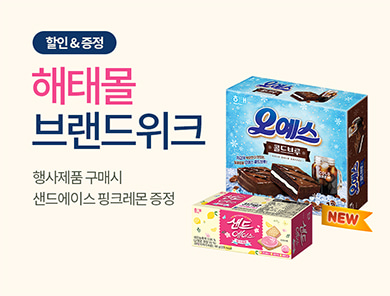 할인 & 증정
해태몰
브랜드위크
행사제품 구매시
샌드에이스 핑크레몬 증정
오예스
콜드브루
NEW
샌드
에이스